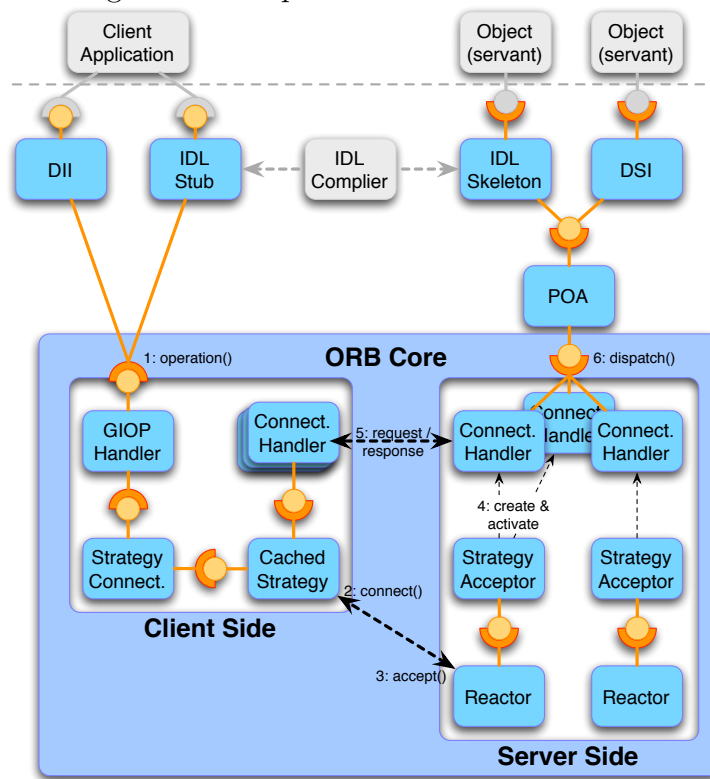 Client
Application
Object
(servant)
Object
(servant)
DII
IDL
Stub
IDL
Complier
IDL
Skeleton
DSI
POA
1: operation()
ORB Core
6: dispatch()
GIOP
Handler
Connect.
Handler
5: request /
response
Connect.
Handler
Connect.
Handler
Connect.
Handler
4: create &
activate
Strategy
Connect.
Cached
Strategy
Strategy
Acceptor
Strategy
Acceptor
2: connect()
Client Side
3: accept()
Reactor
Reactor
Server Side